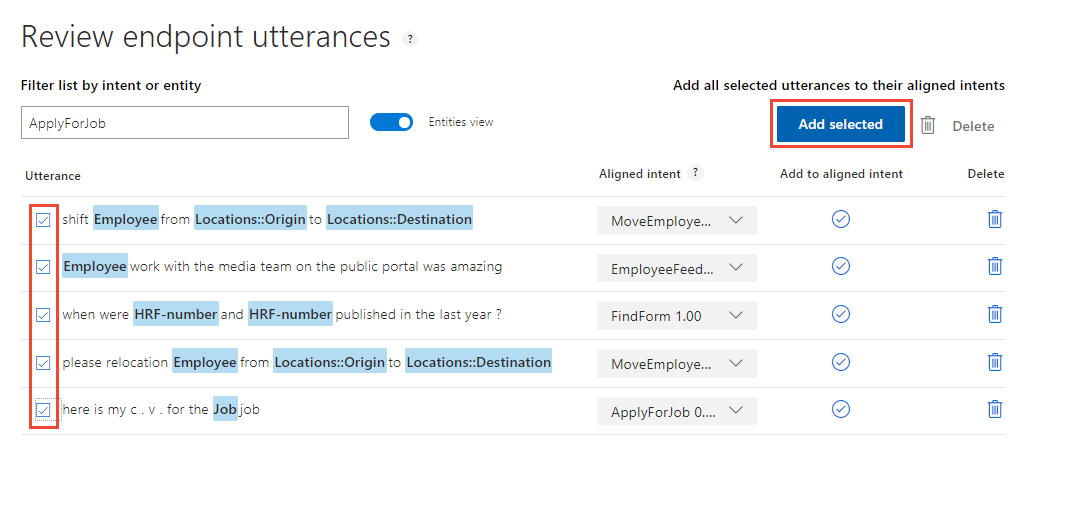 Review endpoint utterances ?
Filter list by intent or entity
Add all selected utterances to their aligned intents
ApplyForJob
Entities view
Add selected
Delete
Utterance
Aligned intent ?
Add to aligned intent
Delete
shift Employee from Locations::Origin to Locations::Destination
MoveEmploye...
Employee work with the media team on the public portal was amazing
EmployeeFeed...
when were HRF-number and HRF-number published in the last year ?
FindForm 1.00
please relocation Employee from Locations::Origin to Locations::Destination
MoveEmploye...
here is my c . v . for the Job job
ApplyForJob 0....